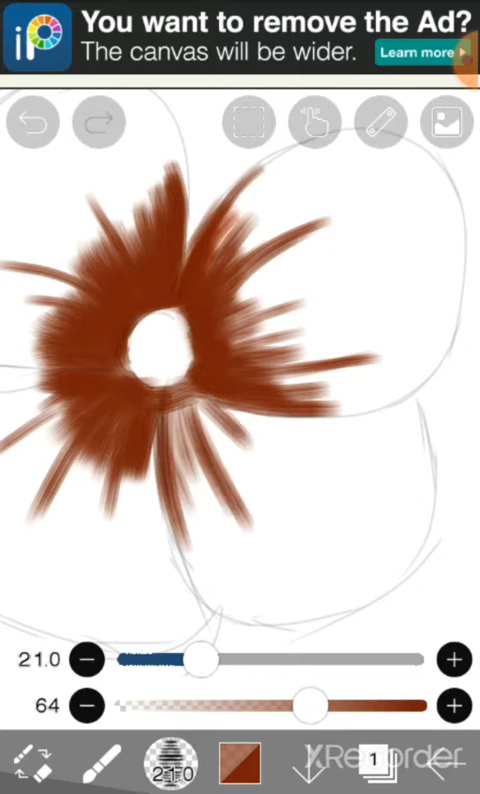 iP
You want to remove the Ad?
The canvas will be wider.
Learn more
21.0
64
21.0
1
XRecorder